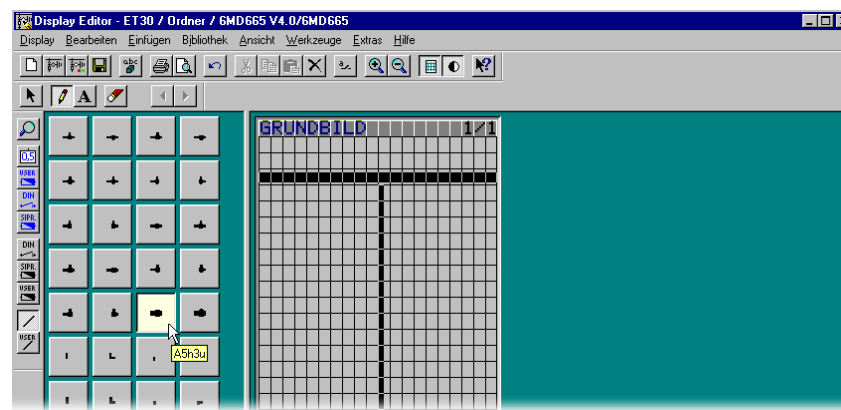 Display Editor - ET30 / Ordner / 6MD665 V4.0/6MD665
Display Bearbeiten Einfügen Bibliothek Ansicht Werkzeuge Extras Hilfe
abc
A
GRUNDBILD 1/1
0,5
USER
DIN
SIPR.
DIN
SIPR.
USER
USER
A5h3u